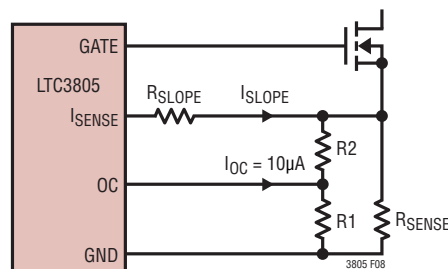 GATE
LTC3805
RSLOPE
ISLOPE
ISENSE
R2
IOC = 10µA
OC
R1
RSENSE
GND
3805 F08